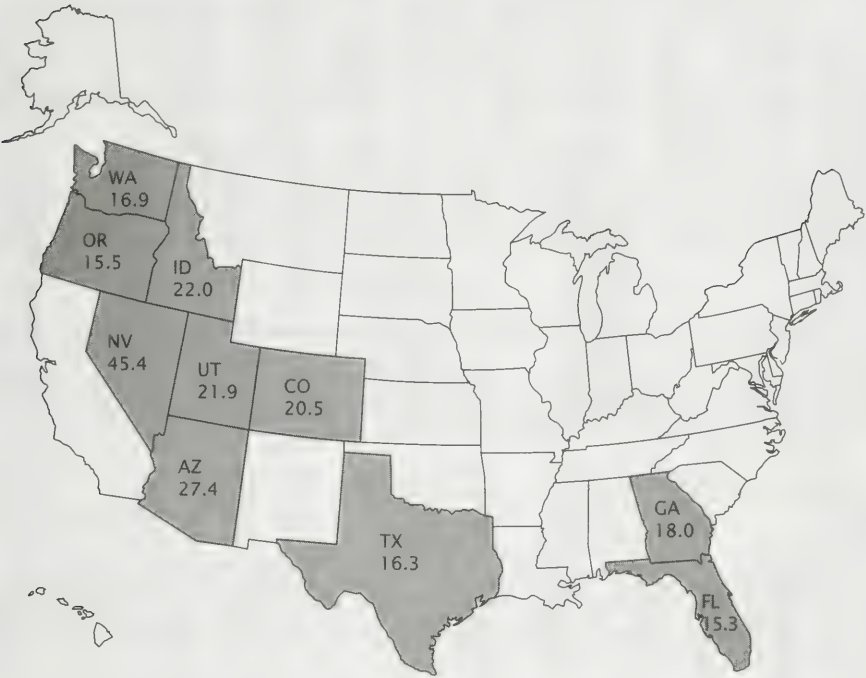 WA
16.9
OR
15.5
ID
22.0
NV
45.4
UT
21.9
CO
20.5
AZ
27.4
TX
16.3
GA
18.0
FL
15.3